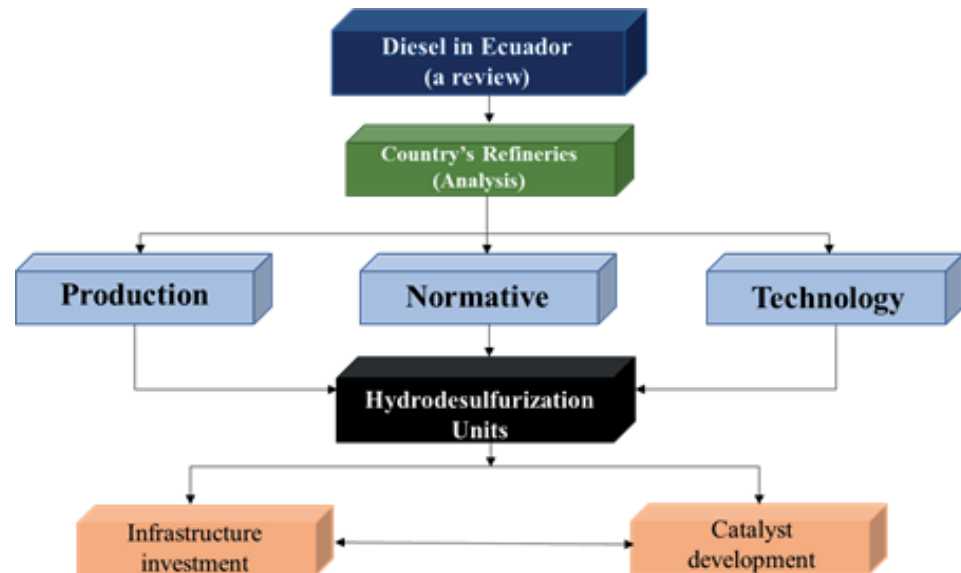 Diesel in Ecuador
(a review)
Country's Refineries
(Analysis)
Production
Normative
Technology
Hydrodesulfurization
Units
Infrastructure
investment
Catalyst
development